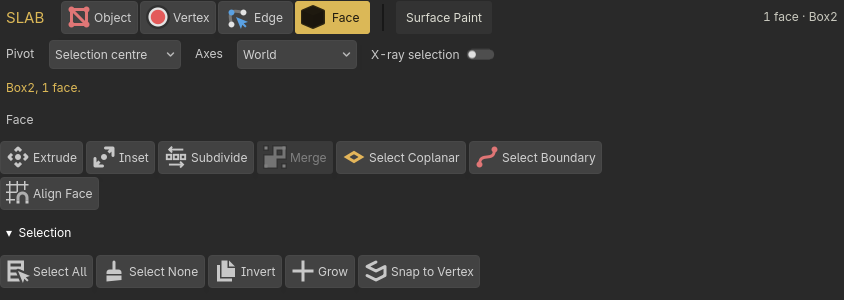 SLAB Object Vertex Edge Face Surface Paint 1 face · Box2
Pivot Selection centre Axes World X-ray selection
Box2, 1 face.
Face
Extrude Inset Subdivide Merge Select Coplanar Select Boundary
Align Face
▾ Selection
Select All Select None Invert Grow Snap to Vertex